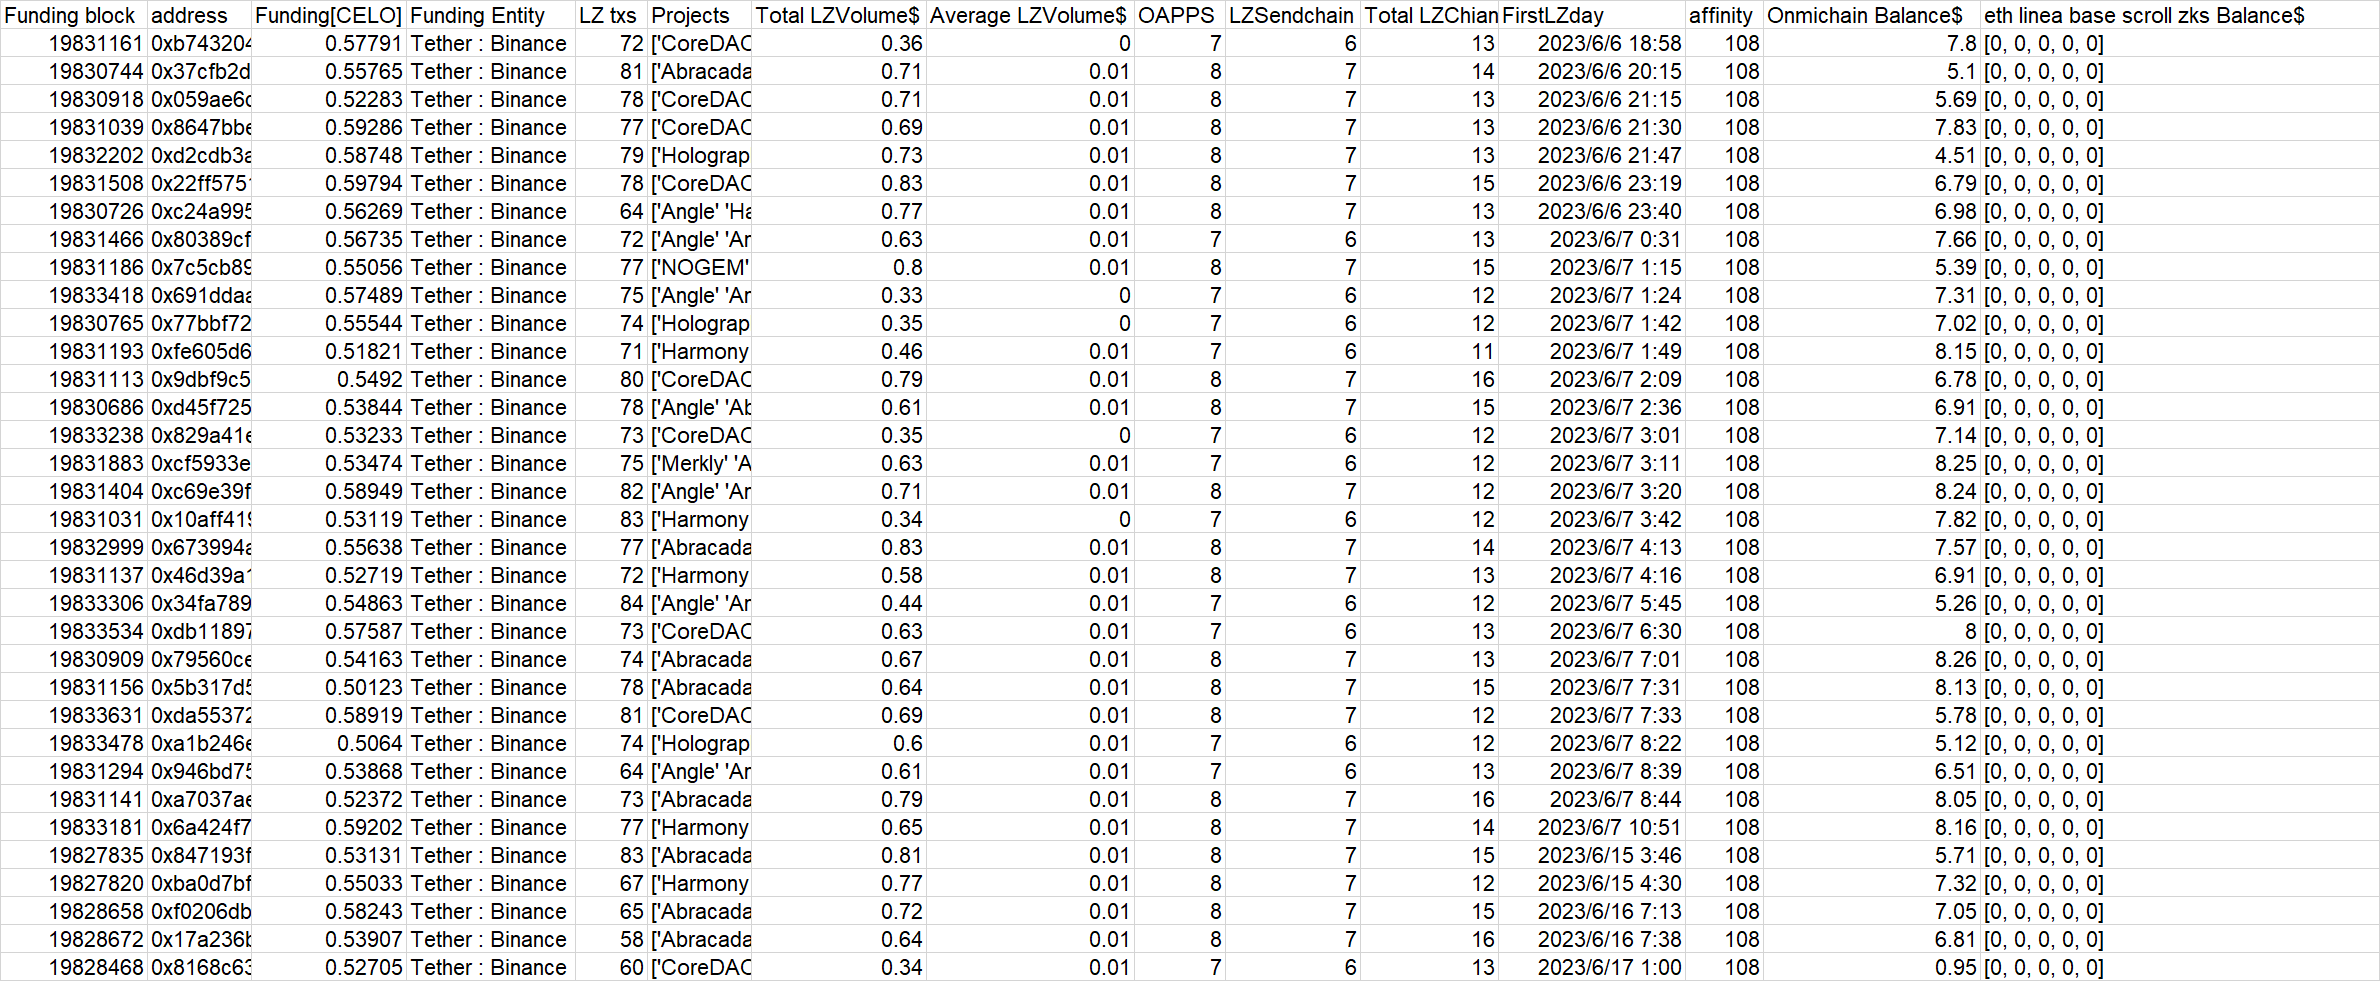 Funding block address Funding[CELO] Funding Entity LZ txs Projects Total LZVolume$ Average LZVolume$ OAPPS LZSendchain Total LZChian FirstLZday affinity Onmichain Balance$ eth linea base scroll zks Balance$
19831161 0xb743204 0.57791 Tether : Binance 72 ['CoreDAO 0.36 0 7 6 13 2023/6/6 18:58 108 7.8 [0, 0, 0, 0, 0]
19830744 0x37cfb2d 0.55765 Tether : Binance 81 ['Abracada 0.71 0.01 8 7 14 2023/6/6 20:15 108 5.1 [0, 0, 0, 0, 0]
19830918 0x059ae6c 0.52283 Tether : Binance 78 ['CoreDAO 0.71 0.01 8 7 13 2023/6/6 21:15 108 5.69 [0, 0, 0, 0, 0]
19831039 0x8647bbe 0.59286 Tether : Binance 77 ['CoreDAO 0.69 0.01 8 7 13 2023/6/6 21:30 108 7.83 [0, 0, 0, 0, 0]
19832202 0xd2cdb3a 0.58748 Tether : Binance 79 ['Holograp 0.73 0.01 8 7 13 2023/6/6 21:47 108 4.51 [0, 0, 0, 0, 0]
19831508 0x22ff5751 0.59794 Tether : Binance 78 ['CoreDAO 0.83 0.01 8 7 15 2023/6/6 23:19 108 6.79 [0, 0, 0, 0, 0]
19830726 0xc24a995 0.56269 Tether : Binance 64 ['Angle' 'Ha 0.77 0.01 8 7 13 2023/6/6 23:40 108 6.98 [0, 0, 0, 0, 0]
19831466 0x80389cf 0.56735 Tether : Binance 72 ['Angle' 'Ar 0.63 0.01 7 6 13 2023/6/7 0:31 108 7.66 [0, 0, 0, 0, 0]
19831186 0x7c5cb89 0.55056 Tether : Binance 77 ['NOGEM' 0.8 0.01 8 7 15 2023/6/7 1:15 108 5.39 [0, 0, 0, 0, 0]
19833418 0x691ddaa 0.57489 Tether : Binance 75 ['Angle' 'Ar 0.33 0 7 6 12 2023/6/7 1:24 108 7.31 [0, 0, 0, 0, 0]
19830765 0x77bbf72 0.55544 Tether : Binance 74 ['Holograp 0.35 0 7 6 12 2023/6/7 1:42 108 7.02 [0, 0, 0, 0, 0]
19831193 0xfe605d6 0.51821 Tether : Binance 71 ['Harmony 0.46 0.01 7 6 11 2023/6/7 1:49 108 8.15 [0, 0, 0, 0, 0]
19831113 0x9dbf9c5 0.5492 Tether : Binance 80 ['CoreDAO 0.79 0.01 8 7 16 2023/6/7 2:09 108 6.78 [0, 0, 0, 0, 0]
19830686 0xd45f725 0.53844 Tether : Binance 78 ['Angle' 'Ab 0.61 0.01 8 7 15 2023/6/7 2:36 108 6.91 [0, 0, 0, 0, 0]
19833238 0x829a41e 0.53233 Tether : Binance 73 ['CoreDAO 0.35 0 7 6 12 2023/6/7 3:01 108 7.14 [0, 0, 0, 0, 0]
19831883 0xcf5933e 0.53474 Tether : Binance 75 ['Merkly' 'A 0.63 0.01 7 6 12 2023/6/7 3:11 108 8.25 [0, 0, 0, 0, 0]
19831404 0xc69e39f 0.58949 Tether : Binance 82 ['Angle' 'Ar 0.71 0.01 8 7 12 2023/6/7 3:20 108 8.24 [0, 0, 0, 0, 0]
19831031 0x10aff419 0.53119 Tether : Binance 83 ['Harmony 0.34 0 7 6 12 2023/6/7 3:42 108 7.82 [0, 0, 0, 0, 0]
19832999 0x673994a 0.55638 Tether : Binance 77 ['Abracada 0.83 0.01 8 7 14 2023/6/7 4:13 108 7.57 [0, 0, 0, 0, 0]
19831137 0x46d39a1 0.52719 Tether : Binance 72 ['Harmony 0.58 0.01 8 7 13 2023/6/7 4:16 108 6.91 [0, 0, 0, 0, 0]
19833306 0x34fa789 0.54863 Tether : Binance 84 ['Angle' 'Ar 0.44 0.01 7 6 12 2023/6/7 5:45 108 5.26 [0, 0, 0, 0, 0]
19833534 0xdb11897 0.57587 Tether : Binance 73 ['CoreDAO 0.63 0.01 7 6 13 2023/6/7 6:30 108 8 [0, 0, 0, 0, 0]
19830909 0x79560ce 0.54163 Tether : Binance 74 ['Abracada 0.67 0.01 8 7 13 2023/6/7 7:01 108 8.26 [0, 0, 0, 0, 0]
19831156 0x5b317d5 0.50123 Tether : Binance 78 ['Abracada 0.64 0.01 8 7 15 2023/6/7 7:31 108 8.13 [0, 0, 0, 0, 0]
19833631 0xda55372 0.58919 Tether : Binance 81 ['CoreDAO 0.69 0.01 8 7 12 2023/6/7 7:33 108 5.78 [0, 0, 0, 0, 0]
19833478 0xa1b246e 0.5064 Tether : Binance 74 ['Holograp 0.6 0.01 7 6 12 2023/6/7 8:22 108 5.12 [0, 0, 0, 0, 0]
19831294 0x946bd75 0.53868 Tether : Binance 64 ['Angle' 'Ar 0.61 0.01 7 6 13 2023/6/7 8:39 108 6.51 [0, 0, 0, 0, 0]
19831141 0xa7037ae 0.52372 Tether : Binance 73 ['Abracada 0.79 0.01 8 7 16 2023/6/7 8:44 108 8.05 [0, 0, 0, 0, 0]
19833181 0x6a424f7 0.59202 Tether : Binance 77 ['Harmony 0.65 0.01 8 7 14 2023/6/7 10:51 108 8.16 [0, 0, 0, 0, 0]
19827835 0x847193f 0.53131 Tether : Binance 83 ['Abracada 0.81 0.01 8 7 15 2023/6/15 3:46 108 5.71 [0, 0, 0, 0, 0]
19827820 0xba0d7bf 0.55033 Tether : Binance 67 ['Harmony 0.77 0.01 8 7 12 2023/6/15 4:30 108 7.32 [0, 0, 0, 0, 0]
19828658 0xf0206db 0.58243 Tether : Binance 65 ['Abracada 0.72 0.01 8 7 15 2023/6/16 7:13 108 7.05 [0, 0, 0, 0, 0]
19828672 0x17a236b 0.53907 Tether : Binance 58 ['Abracada 0.64 0.01 8 7 16 2023/6/16 7:38 108 6.81 [0, 0, 0, 0, 0]
19828468 0x8168c63 0.52705 Tether : Binance 60 ['CoreDAO 0.34 0.01 7 6 13 2023/6/17 1:00 108 0.95 [0, 0, 0, 0, 0]